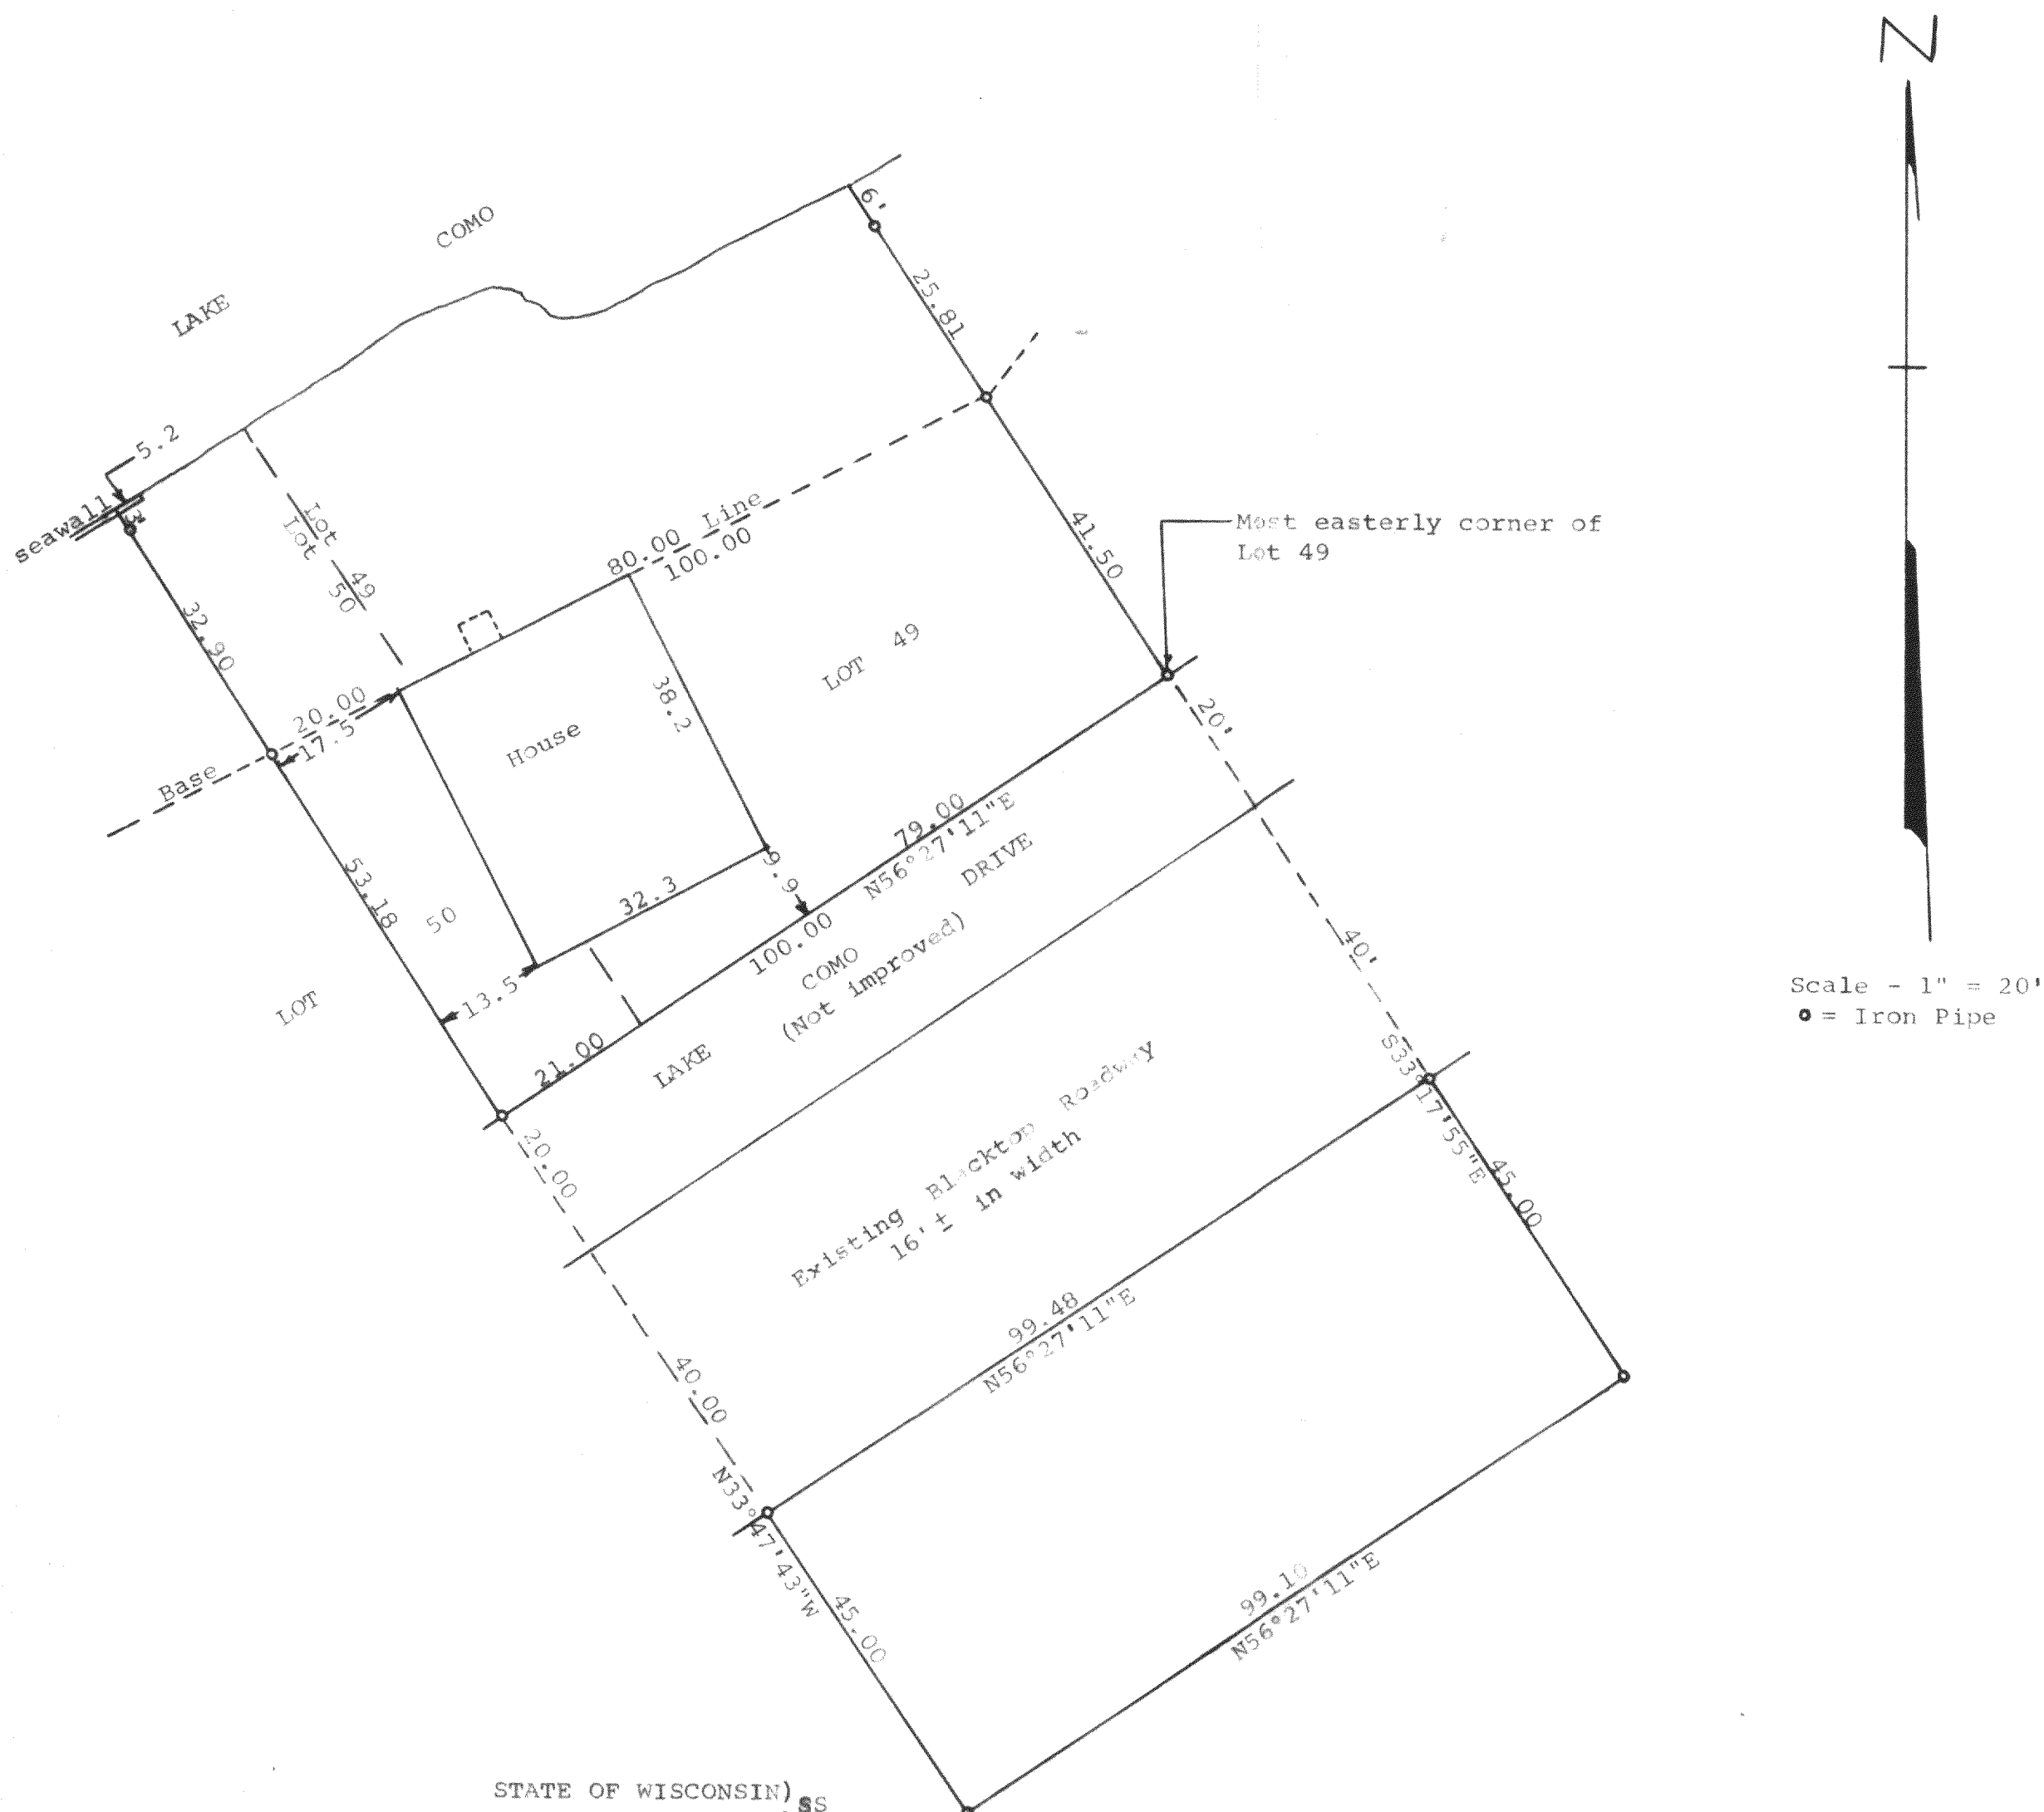 N
COMO
LAKE
6'
25.81
5.2
seawall
3'
Lot 49
Lot 50
80.00 Line
100.00
41.50
Most easterly corner of
Lot 49
32.90
LOT 49
38.2
20.00
17.5
House
Base
20'
79.00
N56°27'11"E
53.18
50
LOT
32.3
9.9
100.00
13.5
21.00
LAKE COMO DRIVE
(Not improved)
40'
Scale - 1" = 20'
= Iron Pipe
S33°17'55"E
45.00
20.00
Existing Blacktop Roadway
16'± in width
99.48
N56°27'11"E
40.00
N33°47'43"W
45.00
99.10
N56°27'11"E
STATE OF WISCONSIN)
SS